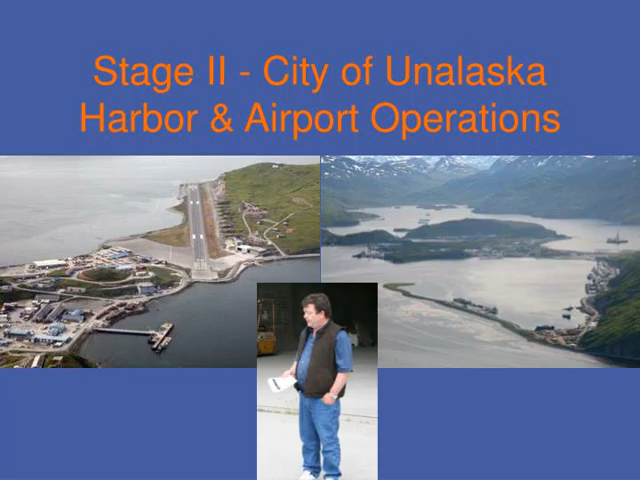 Stage II - City of Unalaska
Harbor & Airport Operations